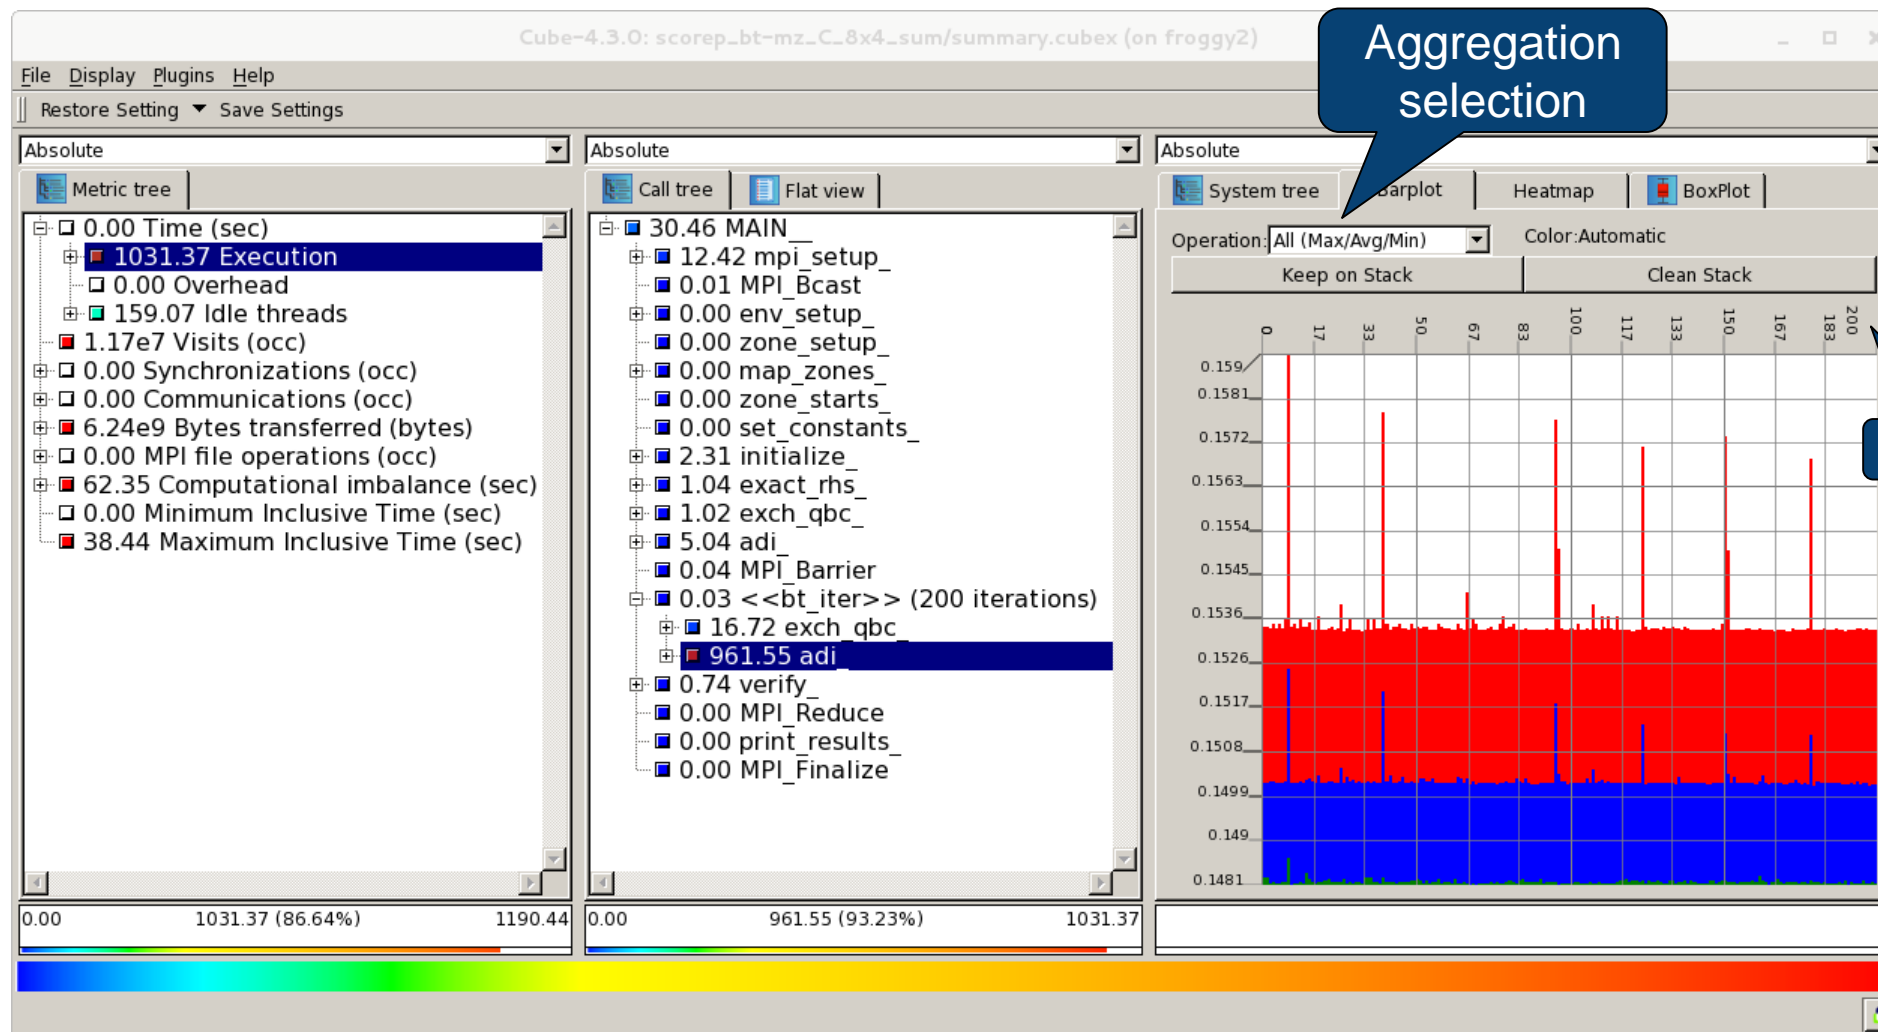 Cube-4.3.0: scorep_bt-mz_C_8x4_sum/summary.cubex (on froggy2)
Aggregation
selection
File Display Plugins Help
Restore Setting Save Settings
Absolute
Metric tree
0.00 Time (sec)
1031.37 Execution
0.00 Overhead
159.07 Idle threads
1.17e7 Visits (occ)
0.00 Synchronizations (occ)
0.00 Communications (occ)
6.24e9 Bytes transferred (bytes)
0.00 MPI file operations (occ)
62.35 Computational imbalance (sec)
0.00 Minimum Inclusive Time (sec)
38.44 Maximum Inclusive Time (sec)
0.00 1031.37 (86.64%) 1190.44
Absolute
Call tree Flat view
30.46 MAIN__
12.42 mpi_setup_
0.01 MPI_Bcast
0.00 env_setup_
0.00 zone_setup_
0.00 map_zones_
0.00 zone_starts_
0.00 set_constants_
2.31 initialize_
1.04 exact_rhs_
1.02 exch_qbc_
5.04 adi_
0.04 MPI_Barrier
0.03 <<bt_iter>> (200 iterations)
16.72 exch_qbc_
961.55 adi_
0.74 verify_
0.00 MPI_Reduce
0.00 print_results_
0.00 MPI_Finalize
0.00 961.55 (93.23%) 1031.37
Absolute
System tree Barplot Heatmap BoxPlot
Operation: All (Max/Avg/Min) Color:Automatic
Keep on Stack Clean Stack
0 17 33 50 67 83 100 117 133 150 167 183 200
0.159
0.1581
0.1572
0.1563
0.1554
0.1545
0.1536
0.1526
0.1517
0.1508
0.1499
0.149
0.1481